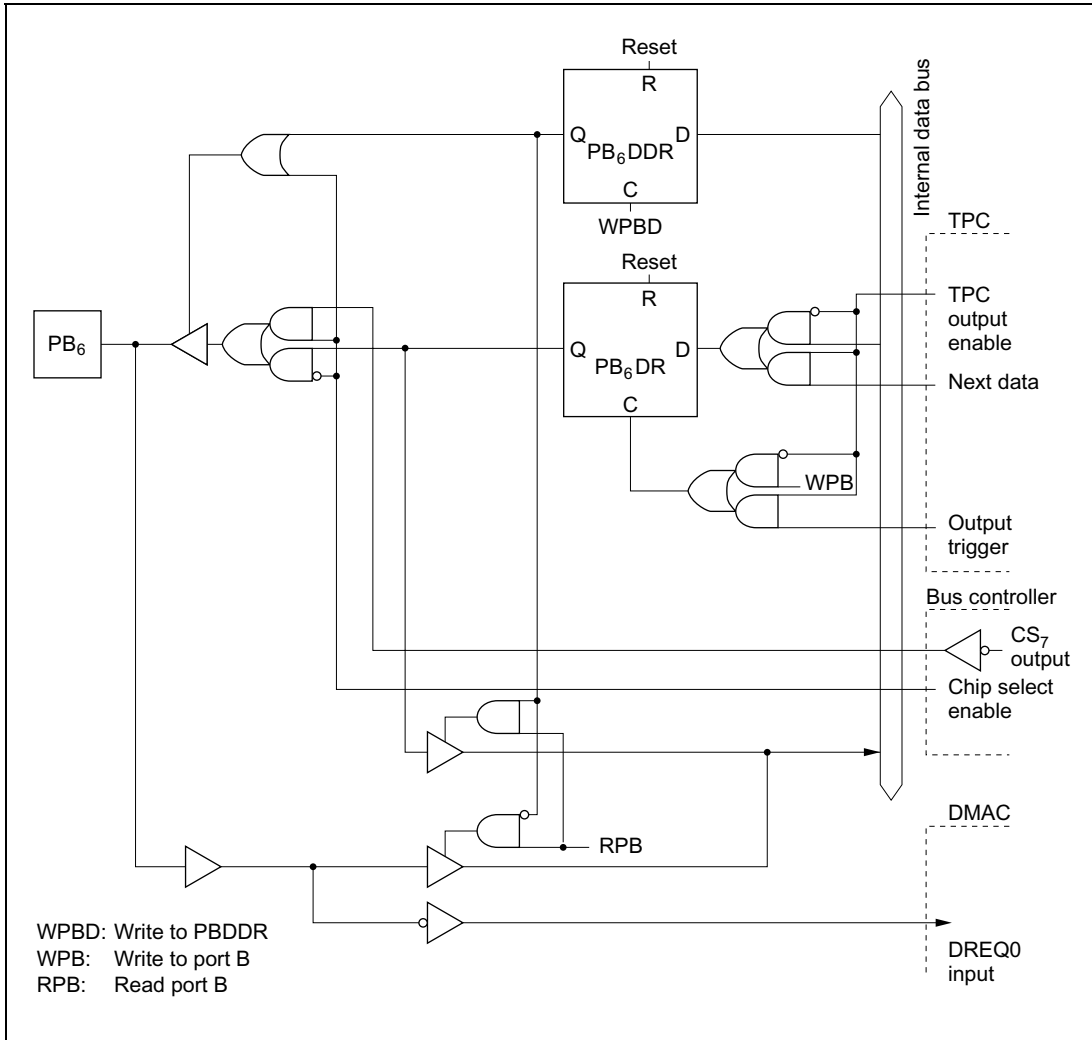 Reset
R
Q
PB6DDR
D
C
WPBD
Internal data bus
TPC
Reset
R
Q
PB6DR
D
C
TPC
output
enable
Next data
PB6
WPB
Output
trigger
Bus controller
CS7
output
Chip select
enable
RPB
DMAC
DREQ0
input
WPBD: Write to PBDDR
WPB: Write to port B
RPB: Read port B